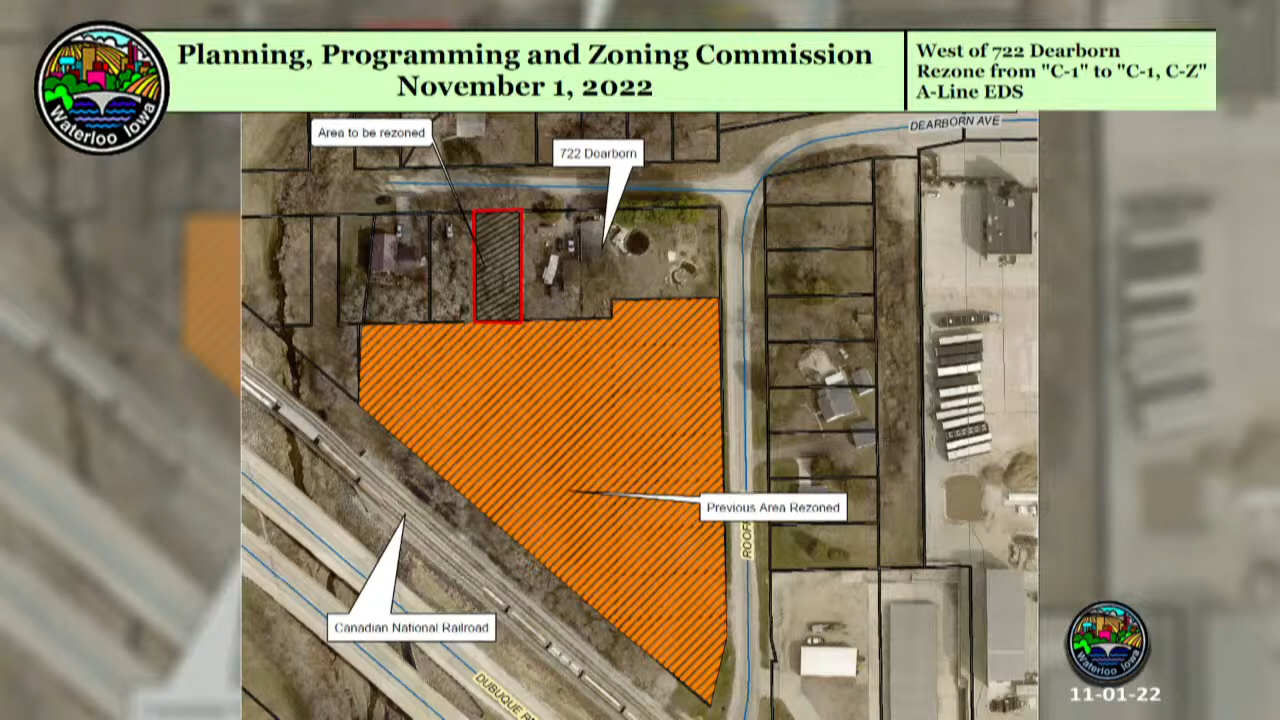 Planning, Programming and Zoning Commission
November 1, 2022
West of 722 Dearborn
Rezone from "C-1" to "C-1, C-Z"
A-Line EDS
Waterloo Iowa
DEARBORN AVE
Area to be rezoned
722 Dearborn
Previous Area Rezoned
Canadian National Railroad
Waterloo Iowa
11-01-22